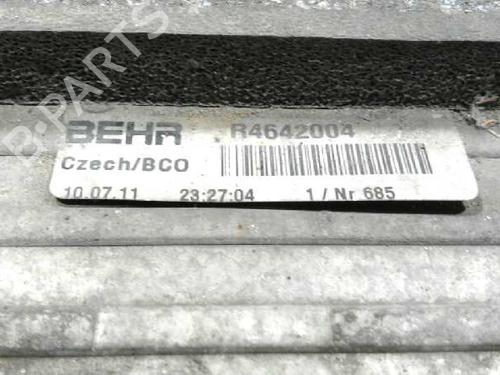 BEHR R4642004
Czech/BCO
10.07.11 23:27:04 1 / Nr 685
B-PARTS